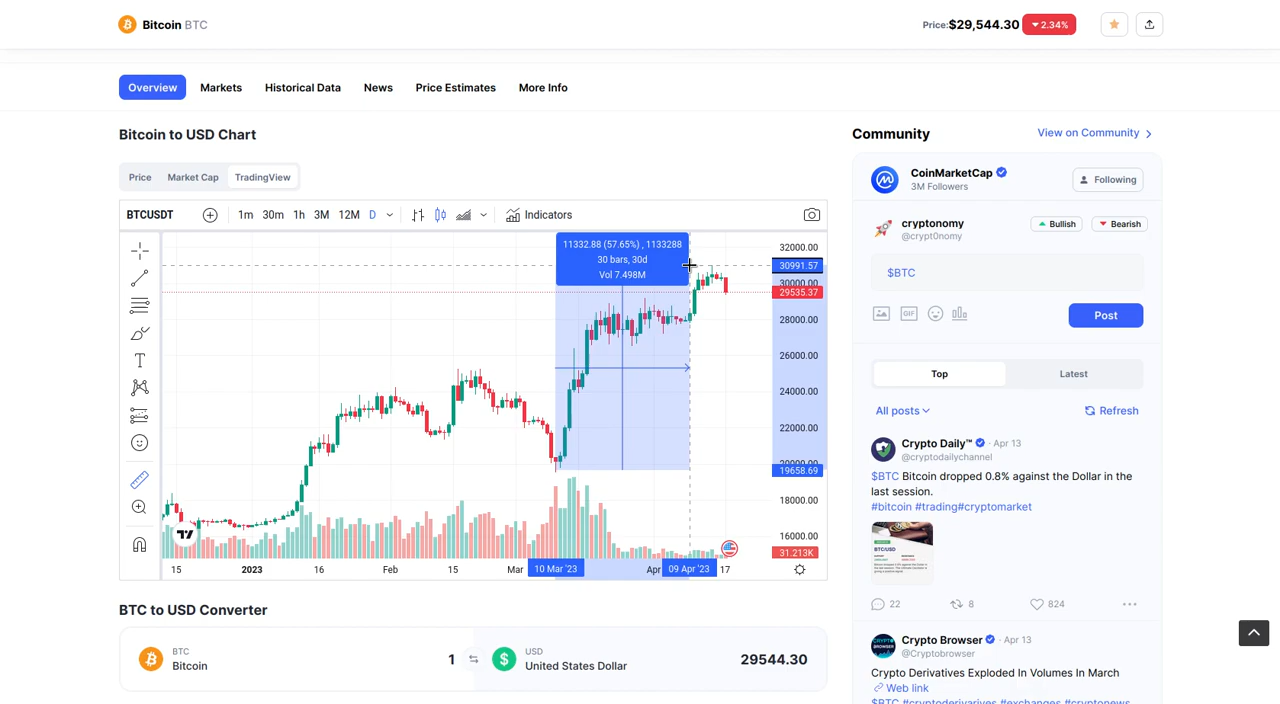 Bitcoin BTC
Price:$29,544.30 2.34%
Overview Markets Historical Data News Price Estimates More Info
Bitcoin to USD Chart
Price Market Cap TradingView
BTCUSDT 1m 30m 1h 3M 12M D Indicators
11332.88 (57.65%) , 1133288
30 bars, 30d
Vol 7.498M
32000.00
30991.57
30000.00
29535.37
28000.00
26000.00
24000.00
22000.00
20000.00
19658.69
18000.00
16000.00
31.213K
15 2023 16 Feb 15 Mar 10 Mar '23 Apr 09 Apr '23 17
BTC to USD Converter
BTC
Bitcoin
1
USD
United States Dollar
29544.30
Community
View on Community
CoinMarketCap
3M Followers
Following
cryptonomy
@crypt0nomy
Bullish
Bearish
$BTC
GIF
Post
Top Latest
All posts Refresh
Crypto Daily™ · Apr 13
@cryptodailychannel
$BTC Bitcoin dropped 0.8% against the Dollar in the
last session.
#bitcoin #trading#cryptomarket
BTC/USD
22 8 824
Crypto Browser · Apr 13
@Cryptobrowser
Crypto Derivatives Exploded In Volumes In March
Web link
$BTC #cryptoderivarives #exchanges #cryptonews